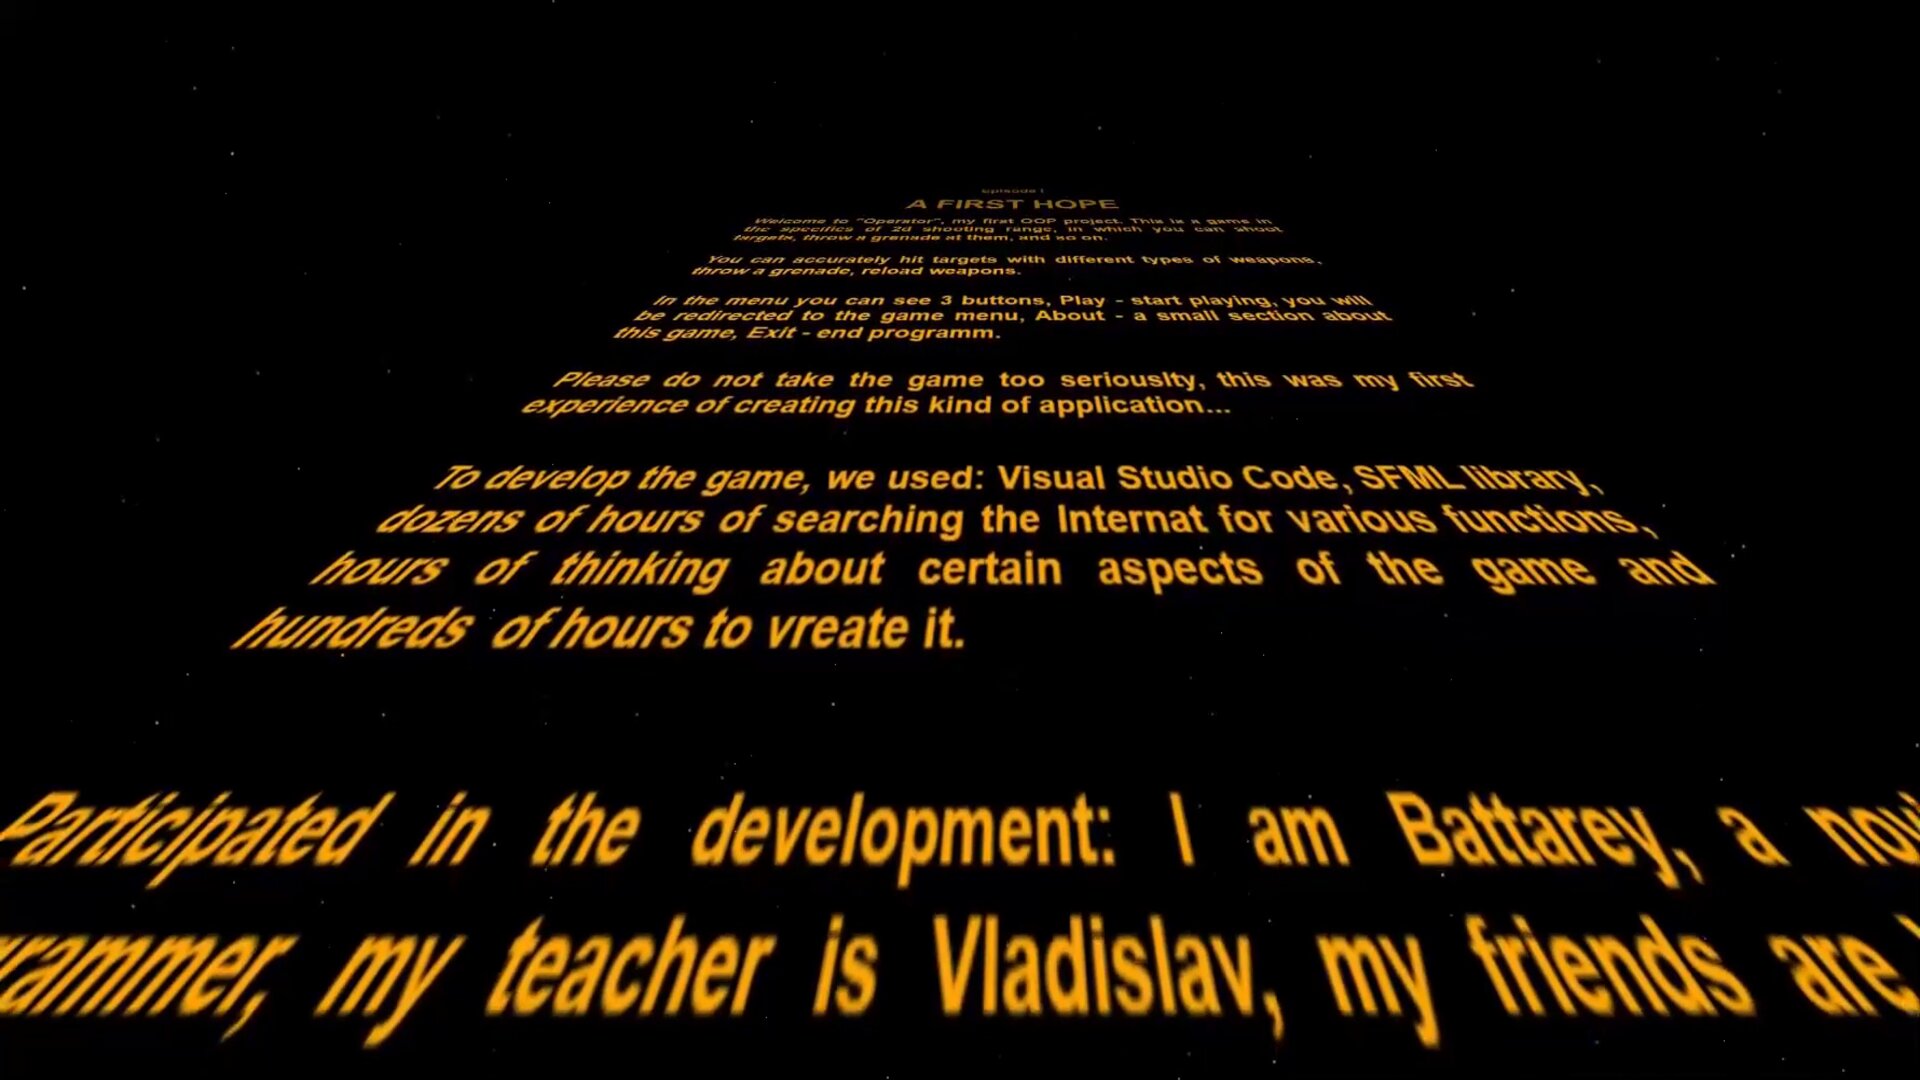 Episode I
A FIRST HOPE
Welcome to "Operator", my first OOP project. This is a game in
the specifics of 2d shooting range, in which you can shoot
targets, throw a grenade at them, and so on.
You can accurately hit targets with different types of weapons,
throw a grenade, reload weapons.
In the menu you can see 3 buttons, Play - start playing, you will
be redirected to the game menu, About - a small section about
this game, Exit - end programm.
Please do not take the game too seriouslty, this was my first
experience of creating this kind of application...
To develop the game, we used: Visual Studio Code, SFML library,
dozens of hours of searching the Internat for various functions,
hours of thinking about certain aspects of the game and
hundreds of hours to vreate it.
Participated in the development: I am Battarey, a
my teacher is Vladislav, my friends are